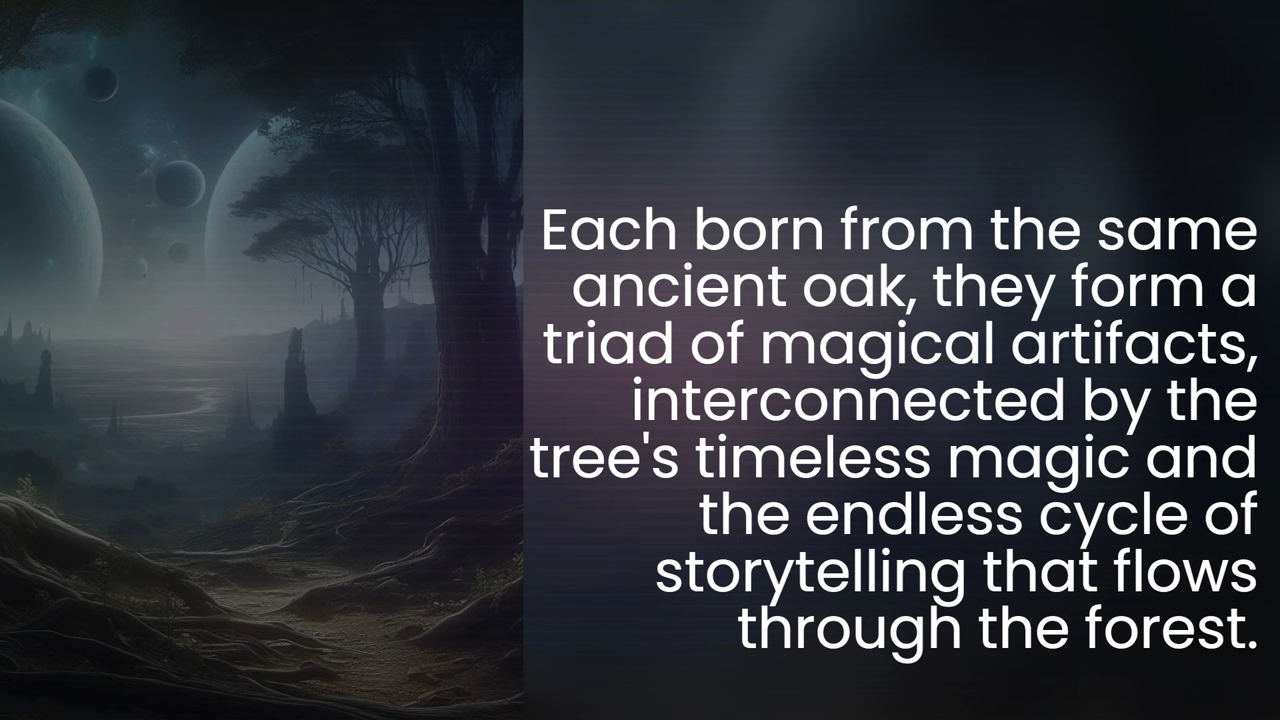 Each born from the same
ancient oak, they form a
triad of magical artifacts,
interconnected by the
tree's timeless magic and
the endless cycle of
storytelling that flows
through the forest.